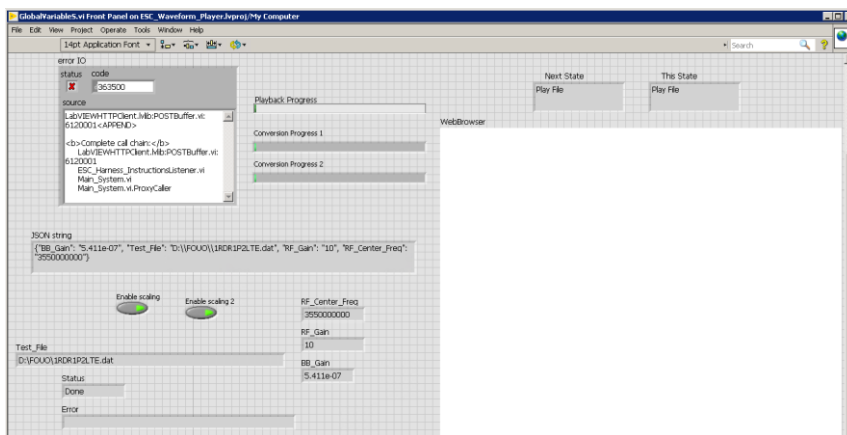 GlobalVariableS.vi Front Panel on ESC_Waveform_Player.lvproj/My Computer
File Edit View Project Operate Tools Window Help
14pt Application Font
Search
error IO
status code
363500
source
LabVIEWHTTPClient.lvlib:POSTBuffer.vi:
6120001<APPEND>
<b>Complete call chain:</b>
LabVIEWHTTPClient.lvlib:POSTBuffer.vi:
6120001
ESC_Harness_InstructionsListener.vi
Main_System.vi
Main_System.vi.ProxyCaller
Playback Progress
Conversion Progress 1
Conversion Progress 2
Next State
Play File
This State
Play File
WebBrowser
JSON string
{"BB_Gain": "5.411e-07", "Test_File": "D:\\FOUO\\1RDR1P2LTE.dat", "RF_Gain": "10", "RF_Center_Freq":
"3550000000"}
Enable scaling
Enable scaling 2
RF_Center_Freq
3550000000
RF_Gain
10
BB_Gain
5.411e-07
Test_File
D:\FOUO\1RDR1P2LTE.dat
Status
Done
Error